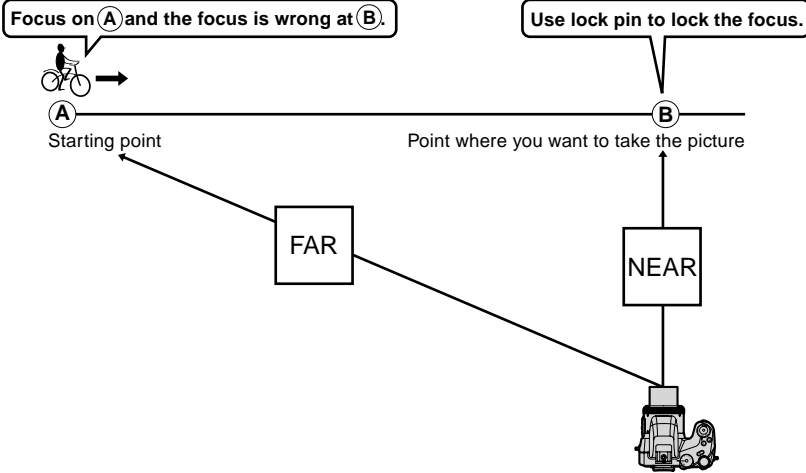 Focus on Ⓐ and the focus is wrong at Ⓑ.
Use lock pin to lock the focus.
Ⓐ
Ⓑ
Starting point
Point where you want to take the picture
FAR
NEAR